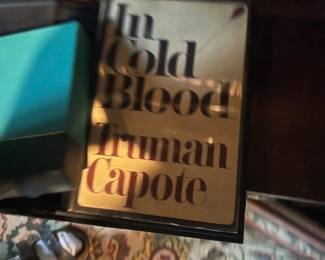 In
Cold
Blood
Truman
Capote